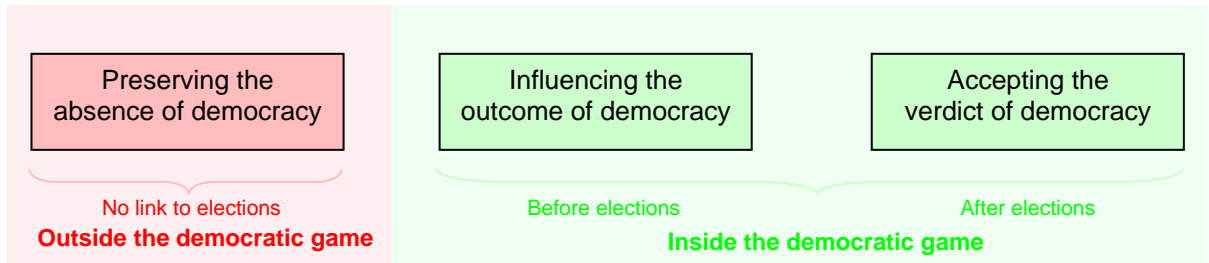 Preserving the
absence of democracy
Influencing the
outcome of democracy
Accepting the
verdict of democracy
No link to elections
Before elections
After elections
Outside the democratic game
Inside the democratic game